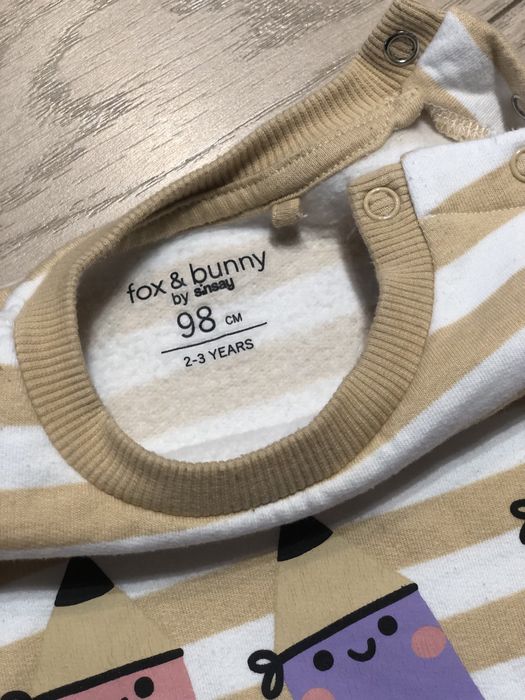 fox & bunny
by sinsay
98 CM
2-3 YEARS